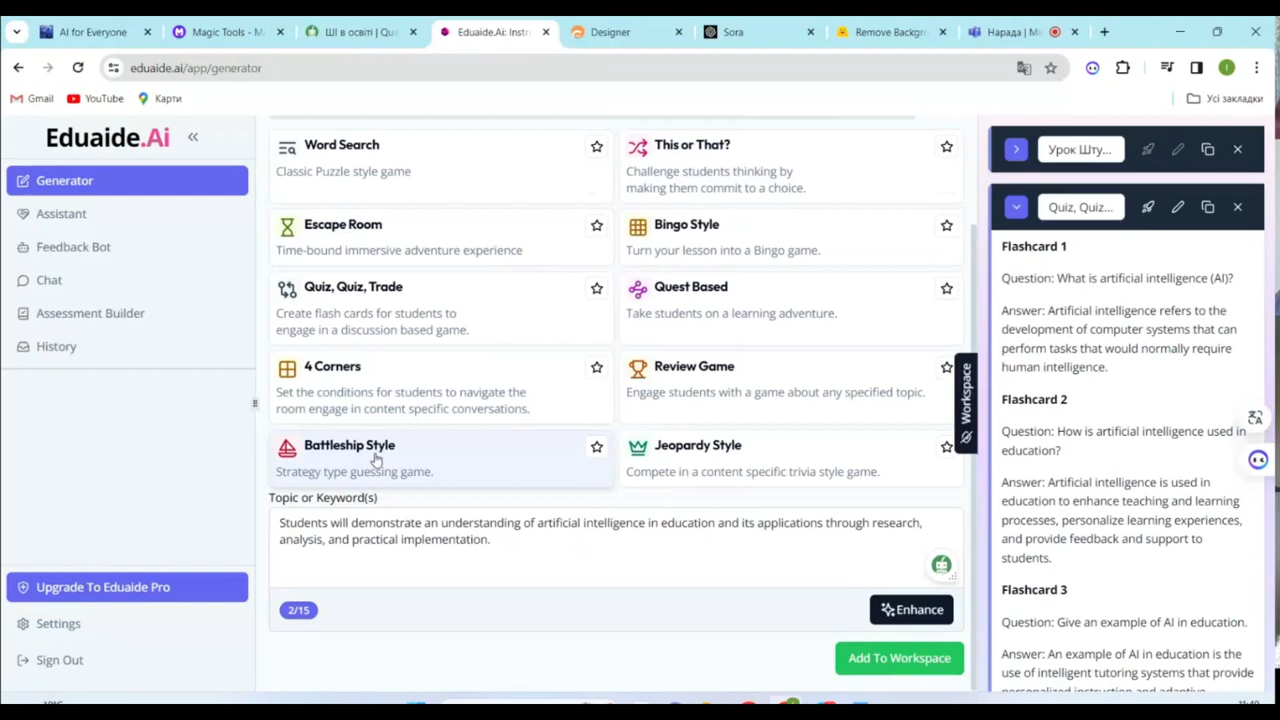 AI for Everyone
Magic Tools - M
ШІ в освіті | Qu
Eduaide.Ai: Instr
Designer
Sora
Remove Backgr
Нарада | Mi
eduaide.ai/app/generator
Gmail
YouTube
Карти
Усі закладки
Eduaide.Ai
Generator
Assistant
Feedback Bot
Chat
Assessment Builder
History
Upgrade To Eduaide Pro
Settings
Sign Out
Word Search
Classic Puzzle style game
This or That?
Challenge students thinking by
making them commit to a choice.
Escape Room
Time-bound immersive adventure experience
Bingo Style
Turn your lesson into a Bingo game.
Quiz, Quiz, Trade
Create flash cards for students to
engage in a discussion based game.
Quest Based
Take students on a learning adventure.
4 Corners
Set the conditions for students to navigate the
room engage in content specific conversations.
Review Game
Engage students with a game about any specified topic.
Battleship Style
Strategy type guessing game.
Jeopardy Style
Compete in a content specific trivia style game.
Topic or Keyword(s)
Students will demonstrate an understanding of artificial intelligence in education and its applications through research,
analysis, and practical implementation.
2/15
Enhance
Add To Workspace
Workspace
Урок Шту...
Quiz, Quiz...
Flashcard 1
Question: What is artificial intelligence (AI)?
Answer: Artificial intelligence refers to the
development of computer systems that can
perform tasks that would normally require
human intelligence.
Flashcard 2
Question: How is artificial intelligence used in
education?
Answer: Artificial intelligence is used in
education to enhance teaching and learning
processes, personalize learning experiences,
and provide feedback and support to
students.
Flashcard 3
Question: Give an example of AI in education.
Answer: An example of AI in education is the
use of intelligent tutoring systems that provide
personalized instruction and adaptive